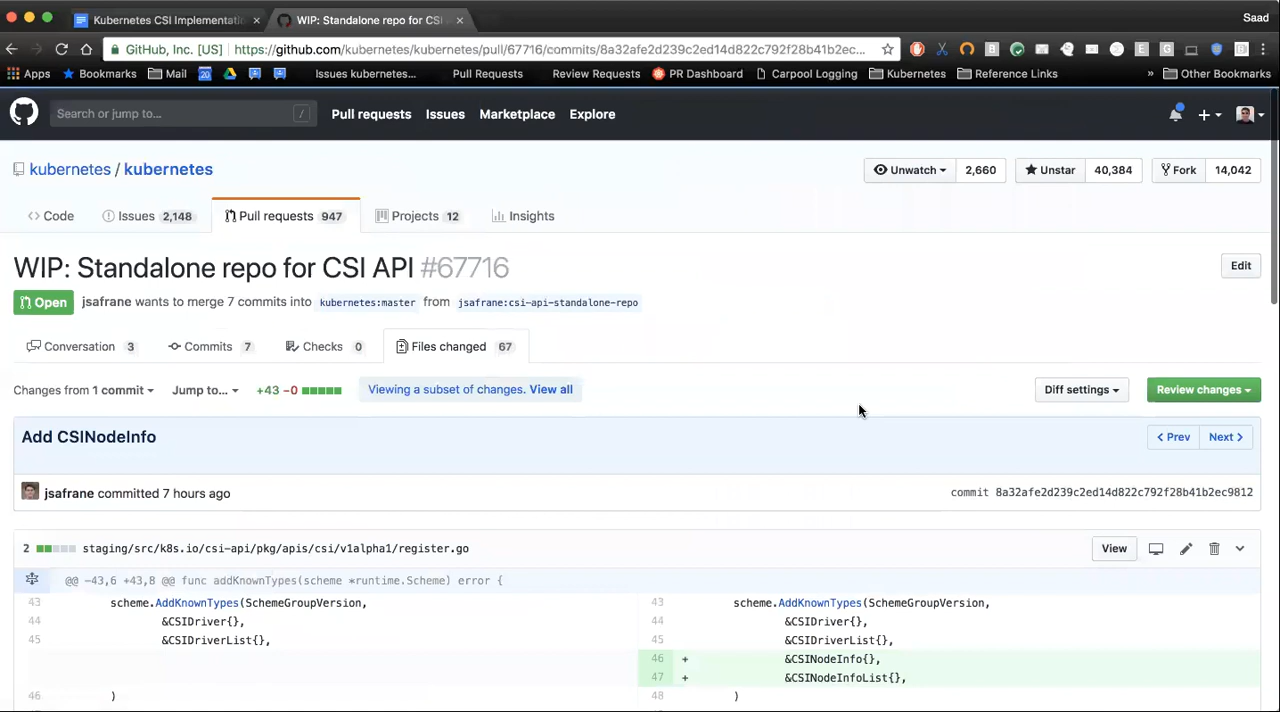 Kubernetes CSI Implementati
WIP: Standalone repo for CSI
Saad
GitHub, Inc. [US] https://github.com/kubernetes/kubernetes/pull/67716/commits/8a32afe2d239c2ed14d822c792f28b41b2ec...
Apps Bookmarks Mail 20 Issues kubernetes... Pull Requests Review Requests PR Dashboard Carpool Logging Kubernetes Reference Links » Other Bookmarks
Search or jump to... / Pull requests Issues Marketplace Explore
kubernetes / kubernetes
Unwatch 2,660 Unstar 40,384 Fork 14,042
Code Issues 2,148 Pull requests 947 Projects 12 Insights
WIP: Standalone repo for CSI API #67716
Edit
Open jsafrane wants to merge 7 commits into kubernetes:master from jsafrane:csi-api-standalone-repo
Conversation 3 Commits 7 Checks 0 Files changed 67
Changes from 1 commit Jump to... +43 −0 Viewing a subset of changes. View all Diff settings Review changes
Add CSINodeInfo
Prev Next
jsafrane committed 7 hours ago
commit 8a32afe2d239c2ed14d822c792f28b41b2ec9812
2 staging/src/k8s.io/csi-api/pkg/apis/csi/v1alpha1/register.go View
@@ -43,6 +43,8 @@ func addKnownTypes(scheme *runtime.Scheme) error {
43 scheme.AddKnownTypes(SchemeGroupVersion, 43 scheme.AddKnownTypes(SchemeGroupVersion,
44 &CSIDriver{}, 44 &CSIDriver{},
45 &CSIDriverList{}, 45 &CSIDriverList{},
46 + &CSINodeInfo{},
47 + &CSINodeInfoList{},
46 ) 48 )